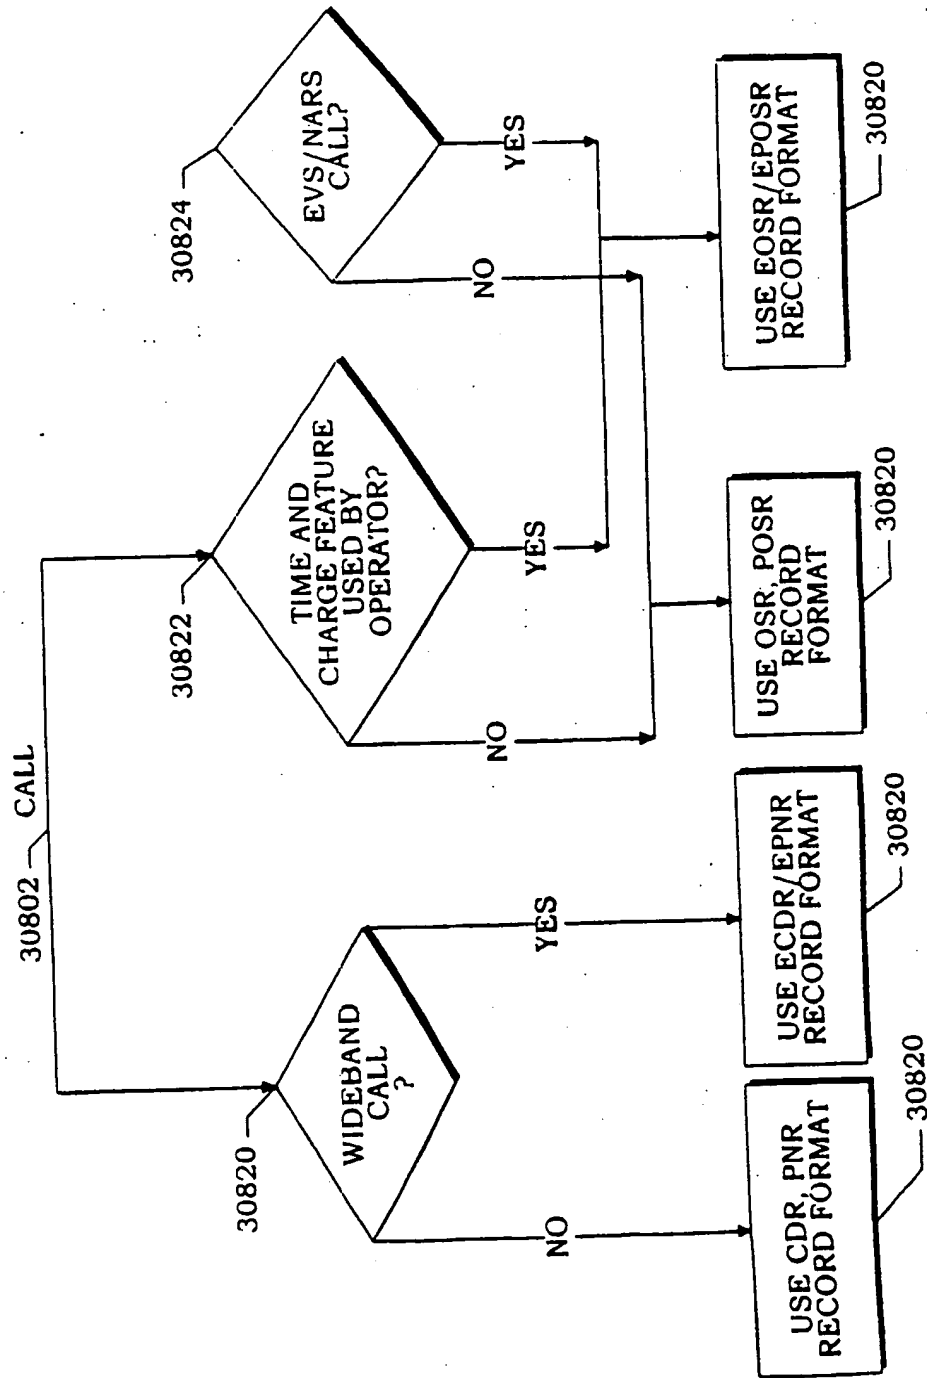 30802
CALL
30820
WIDEBAND
CALL
?
NO
YES
30822
TIME AND
CHARGE FEATURE
USED BY
OPERATOR?
NO
YES
30824
EVS/NARS
CALL?
NO
YES
USE CDR, PNR
RECORD FORMAT
30820
USE ECDR/EPNR
RECORD FORMAT
30820
USE OSR, POSR
RECORD
FORMAT
30820
USE EOSR/EPOSR
RECORD FORMAT
30820